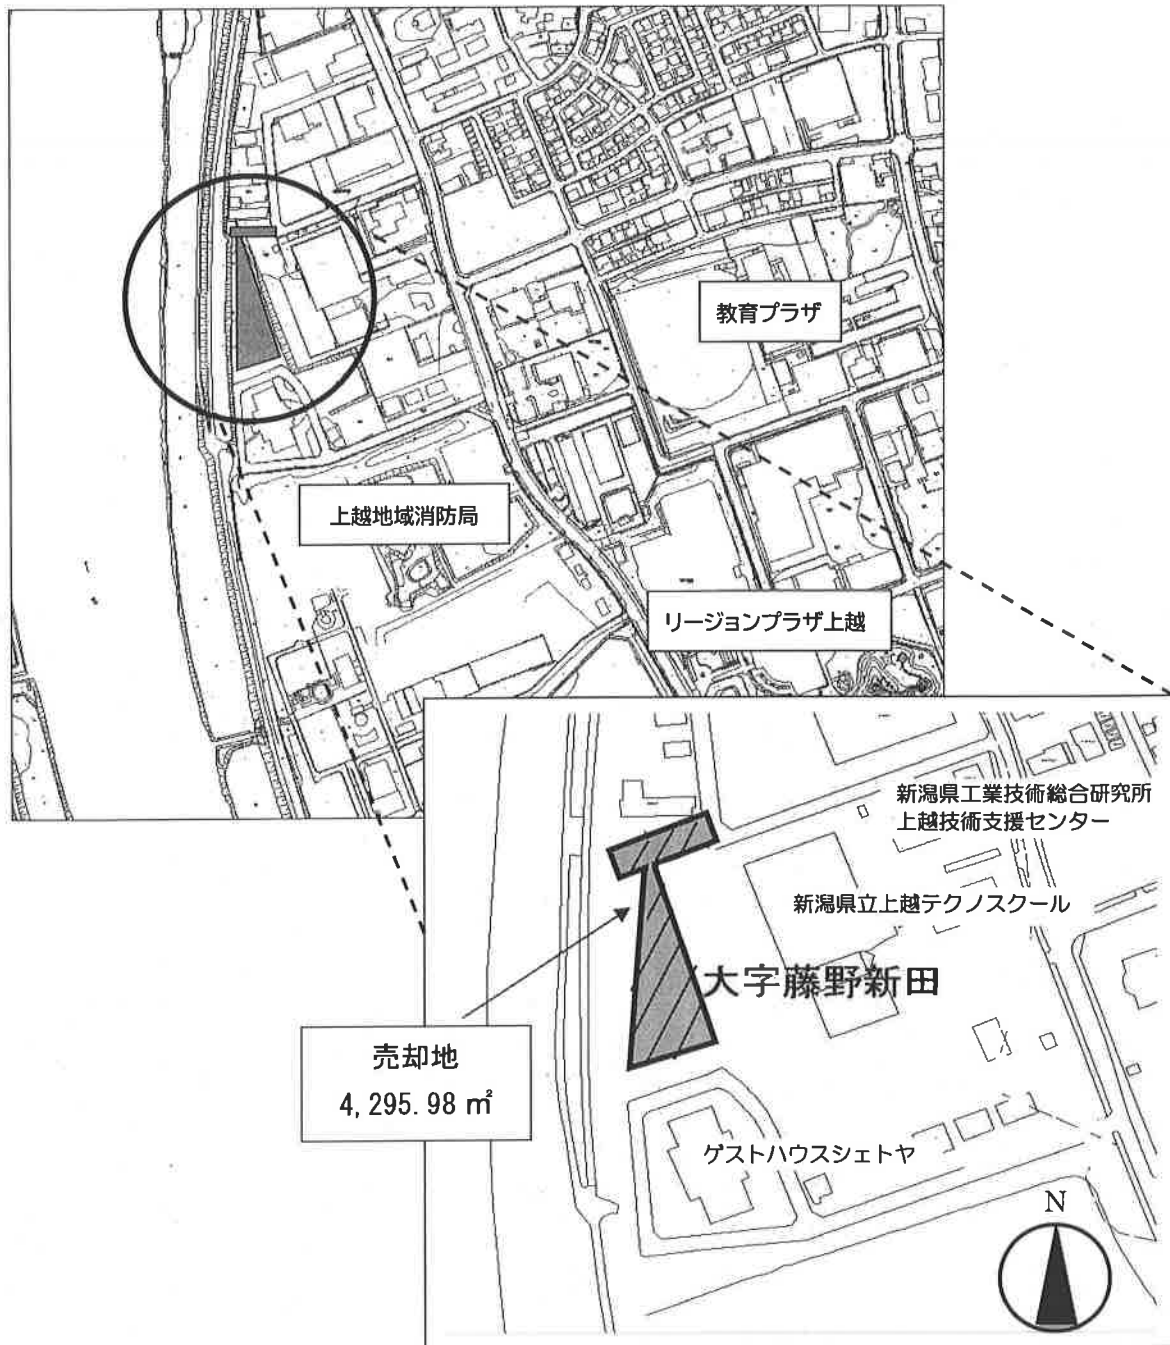 教育プラザ
上越地域消防局
リージョンプラザ上越
新潟県工業技術総合研究所
上越技術支援センター
新潟県立上越テクノスクール
大字藤野新田
売却地
4,295.98 ㎡
ゲストハウスシェトヤ
N